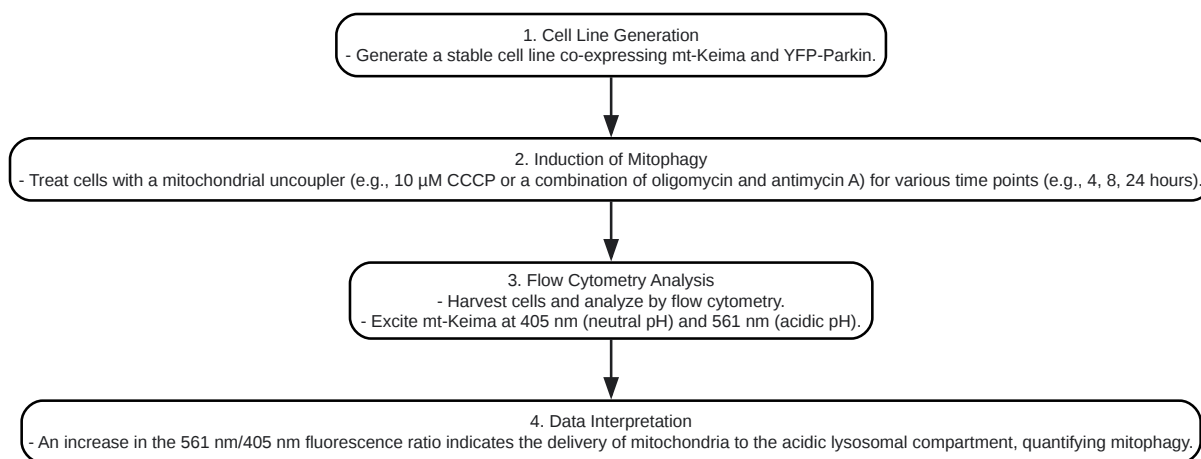 1. Cell Line Generation
- Generate a stable cell line co-expressing mt-Keima and YFP-Parkin.
2. Induction of Mitophagy
- Treat cells with a mitochondrial uncoupler (e.g., 10 µM CCCP or a combination of oligomycin and antimycin A) for various time points (e.g., 4, 8, 24 hours).
3. Flow Cytometry Analysis
- Harvest cells and analyze by flow cytometry.
- Excite mt-Keima at 405 nm (neutral pH) and 561 nm (acidic pH).
4. Data Interpretation
- An increase in the 561 nm/405 nm fluorescence ratio indicates the delivery of mitochondria to the acidic lysosomal compartment, quantifying mitophagy.